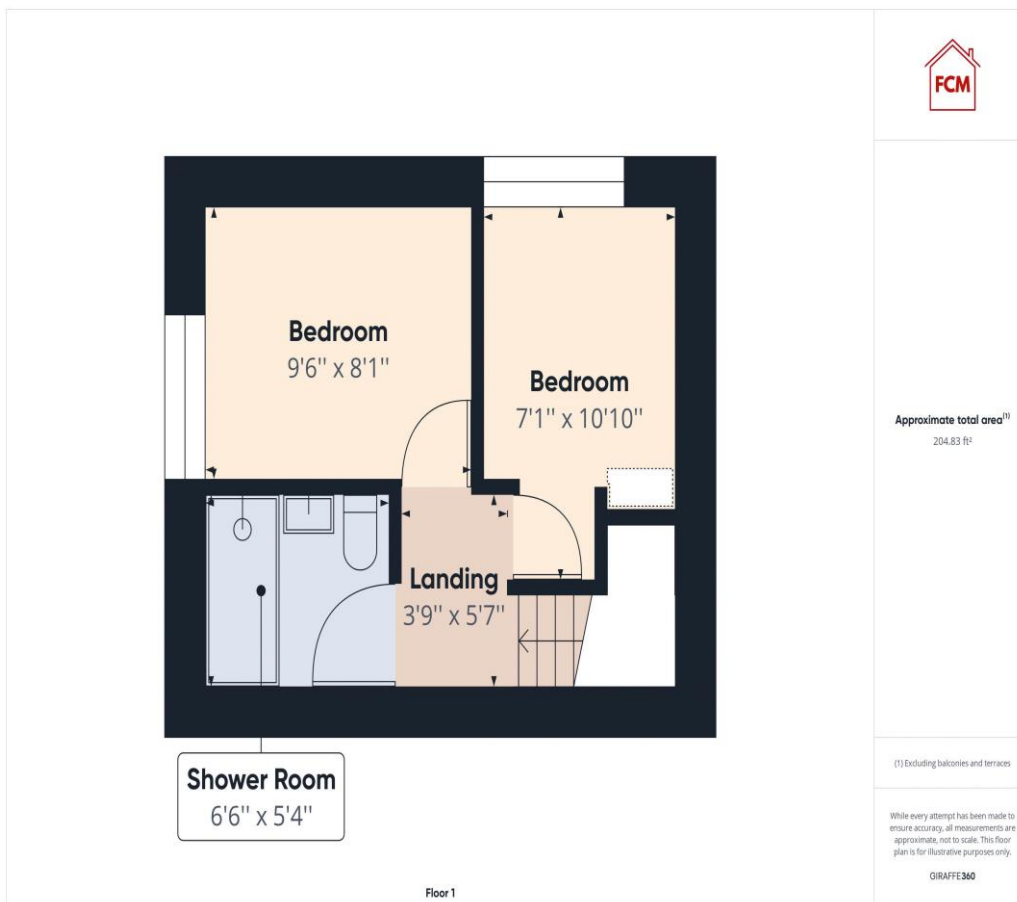 FCM
Bedroom
9'6'' x 8'1''
Bedroom
7'1'' x 10'10''
Landing
3'9'' x 5'7''
Shower Room
6'6'' x 5'4''
Floor 1
Approximate total area(1)
204.83 ft²
(1) Excluding balconies and terraces
While every attempt has been made to
ensure accuracy, all measurements are
approximate, not to scale. This floor
plan is for illustrative purposes only.
GIRAFFE360